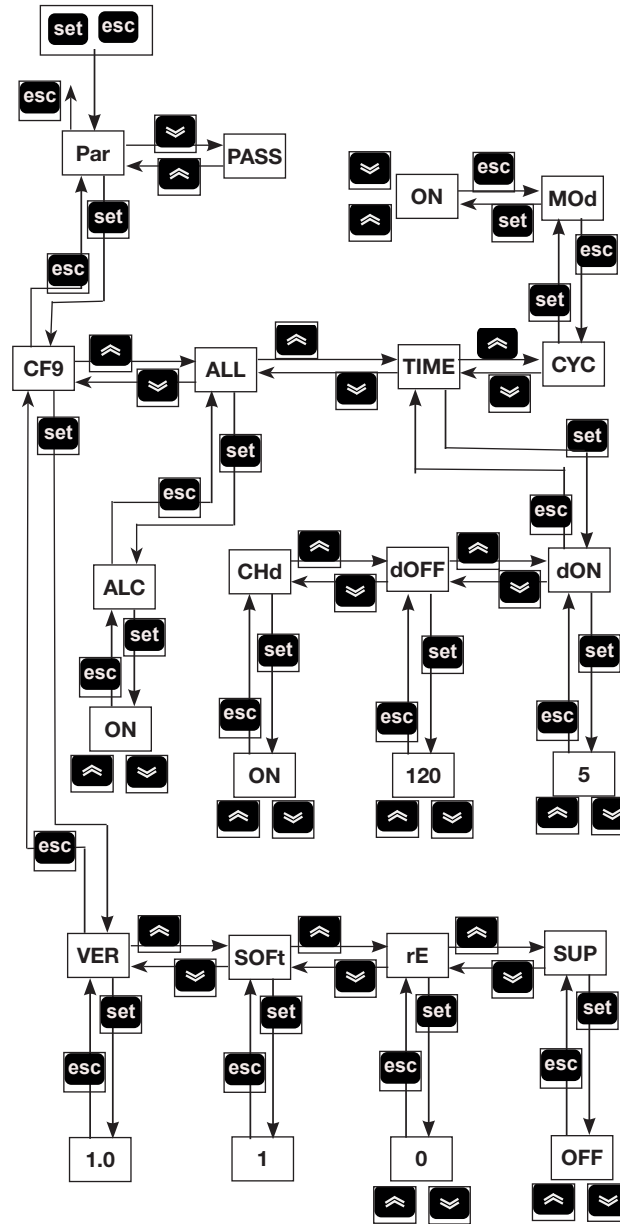 set esc
esc
Par PASS
set
esc
ON esc MOd
set
esc
set
CF9 ALL TIME CYC
set
set
set
esc
esc
CHd dOFF dON
ALC
set
set set set
esc
esc esc esc
ON
ON 120 5
esc
VER SOFt rE SUP
set set set set
esc esc esc esc
1.0 1 0 OFF